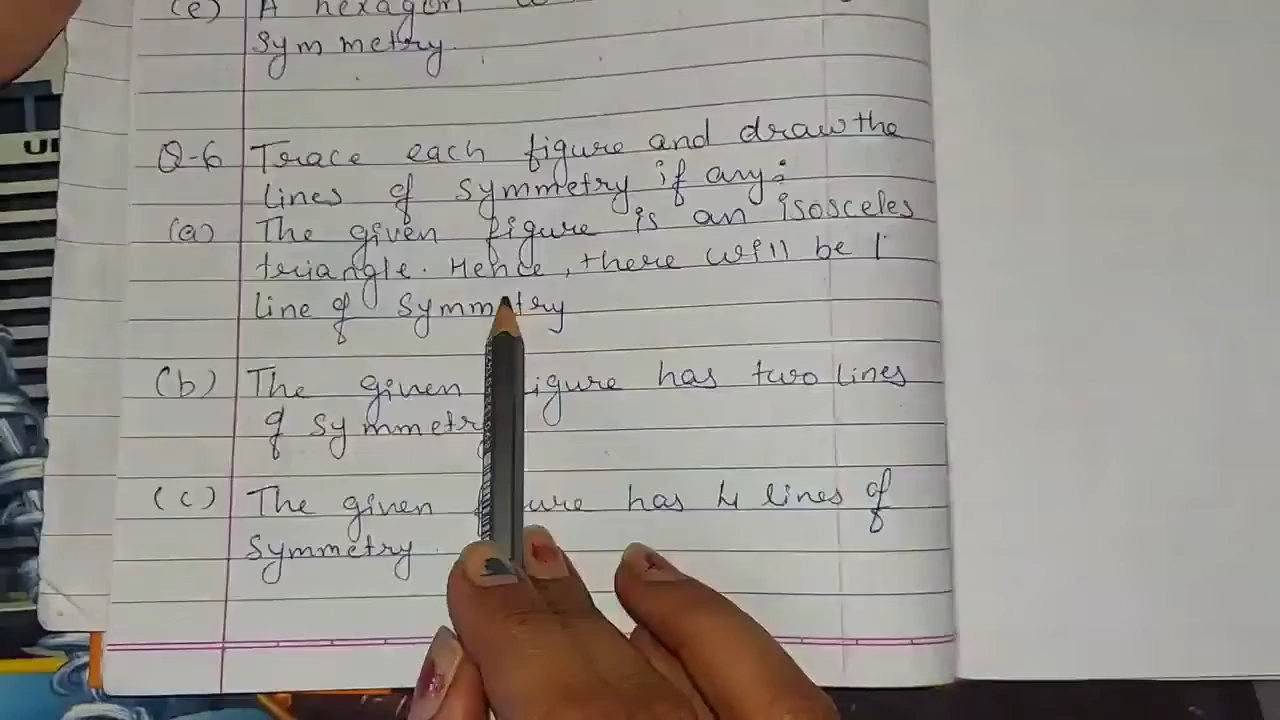 (e) A hexagon
Symmetry.
Q-6 Trace each figure and draw the
lines of symmetry if any:
(a) The given figure is an isosceles
triangle. Hence, there will be 1
line of Symmetry
(b) The given figure has two lines
of symmetry
(c) The given figure has 4 lines of
Symmetry.